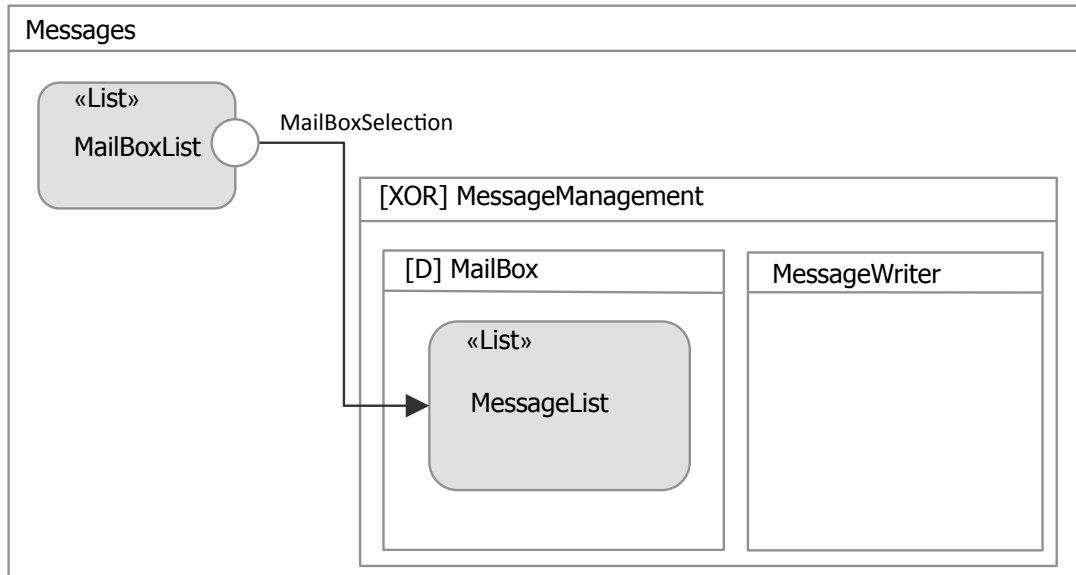 Messages
«List»
MailBoxList
MailBoxSelection
[XOR] MessageManagement
[D] MailBox
MessageWriter
«List»
MessageList